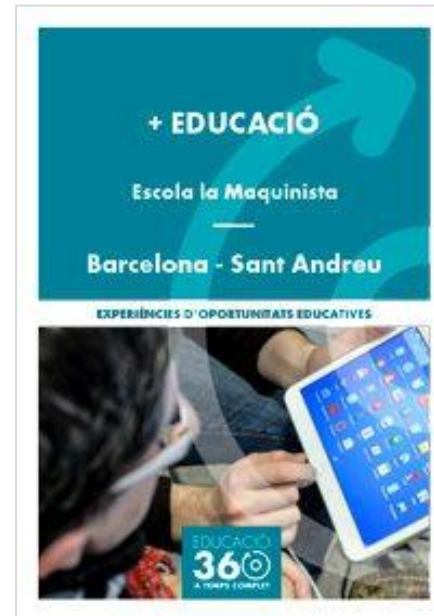 + EDUCACIÓ
Escola la Maquinista
Barcelona - Sant Andreu
EXPERIÈNCIES D'OPORTUNITATS EDUCATIVES
EDUCACIÓ
360
A TEMPS COMPLET